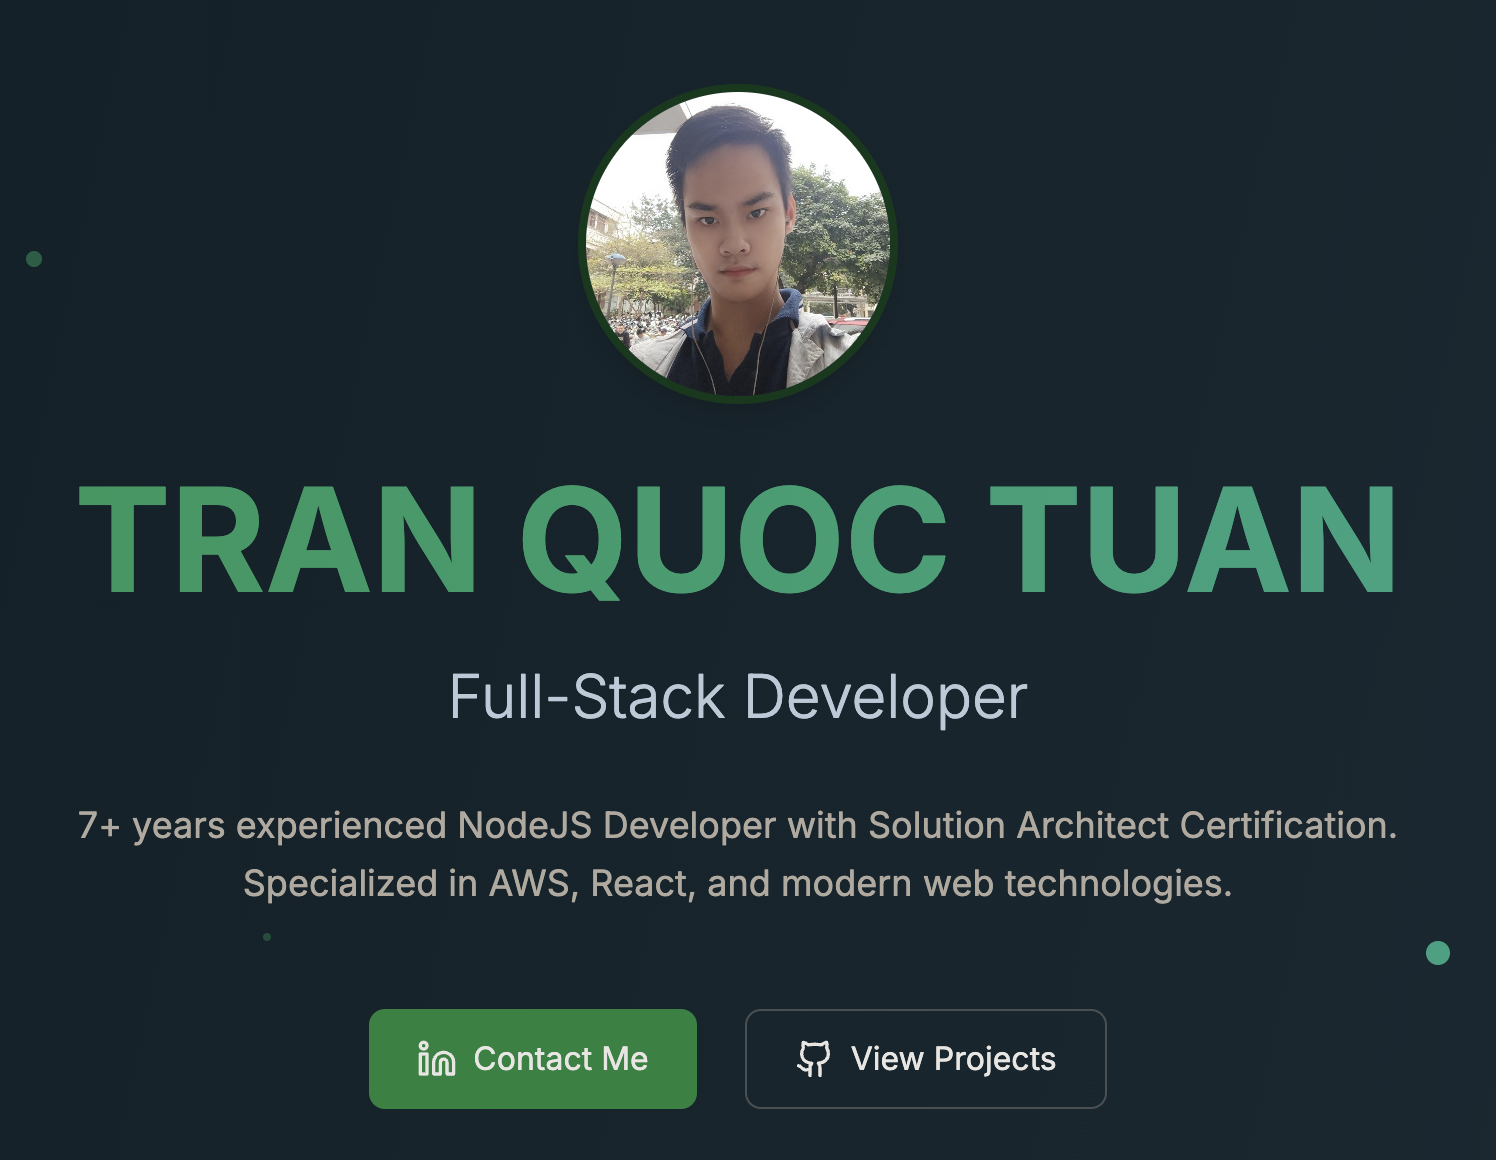 TRAN QUOC TUAN
Full-Stack Developer
7+ years experienced NodeJS Developer with Solution Architect Certification.
Specialized in AWS, React, and modern web technologies.
Contact Me
View Projects